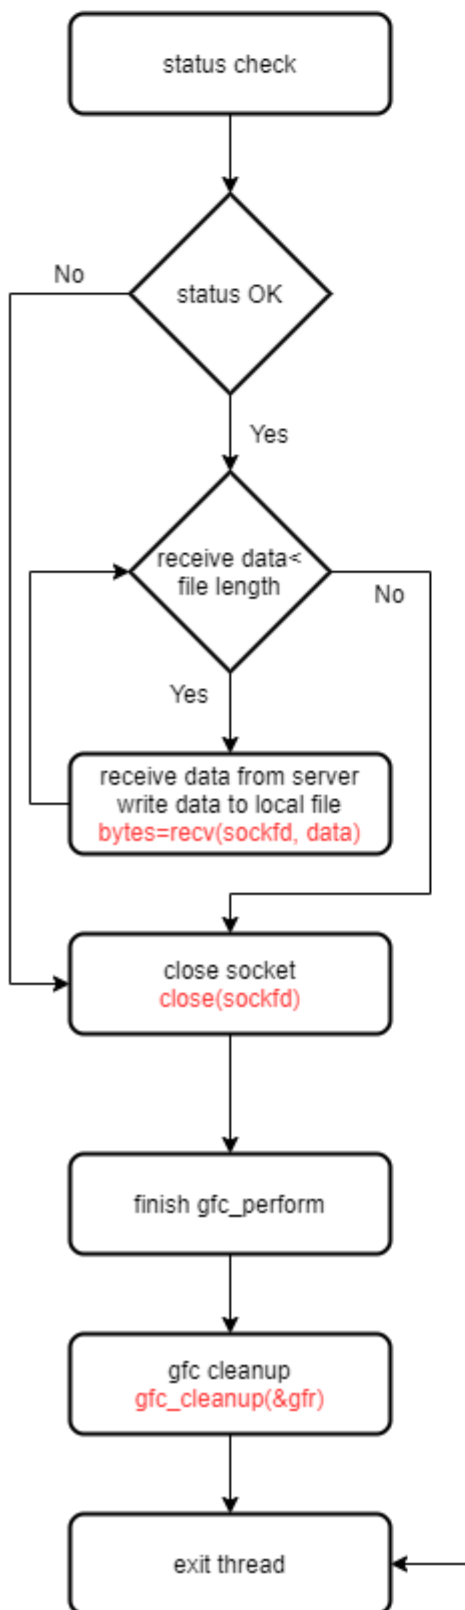 status check
No
status OK
Yes
receive data<
file length
No
Yes
receive data from server
write data to local file
bytes=recv(sockfd, data)
close socket
close(sockfd)
finish gfc_perform
gfc cleanup
gfc_cleanup(&gfr)
exit thread